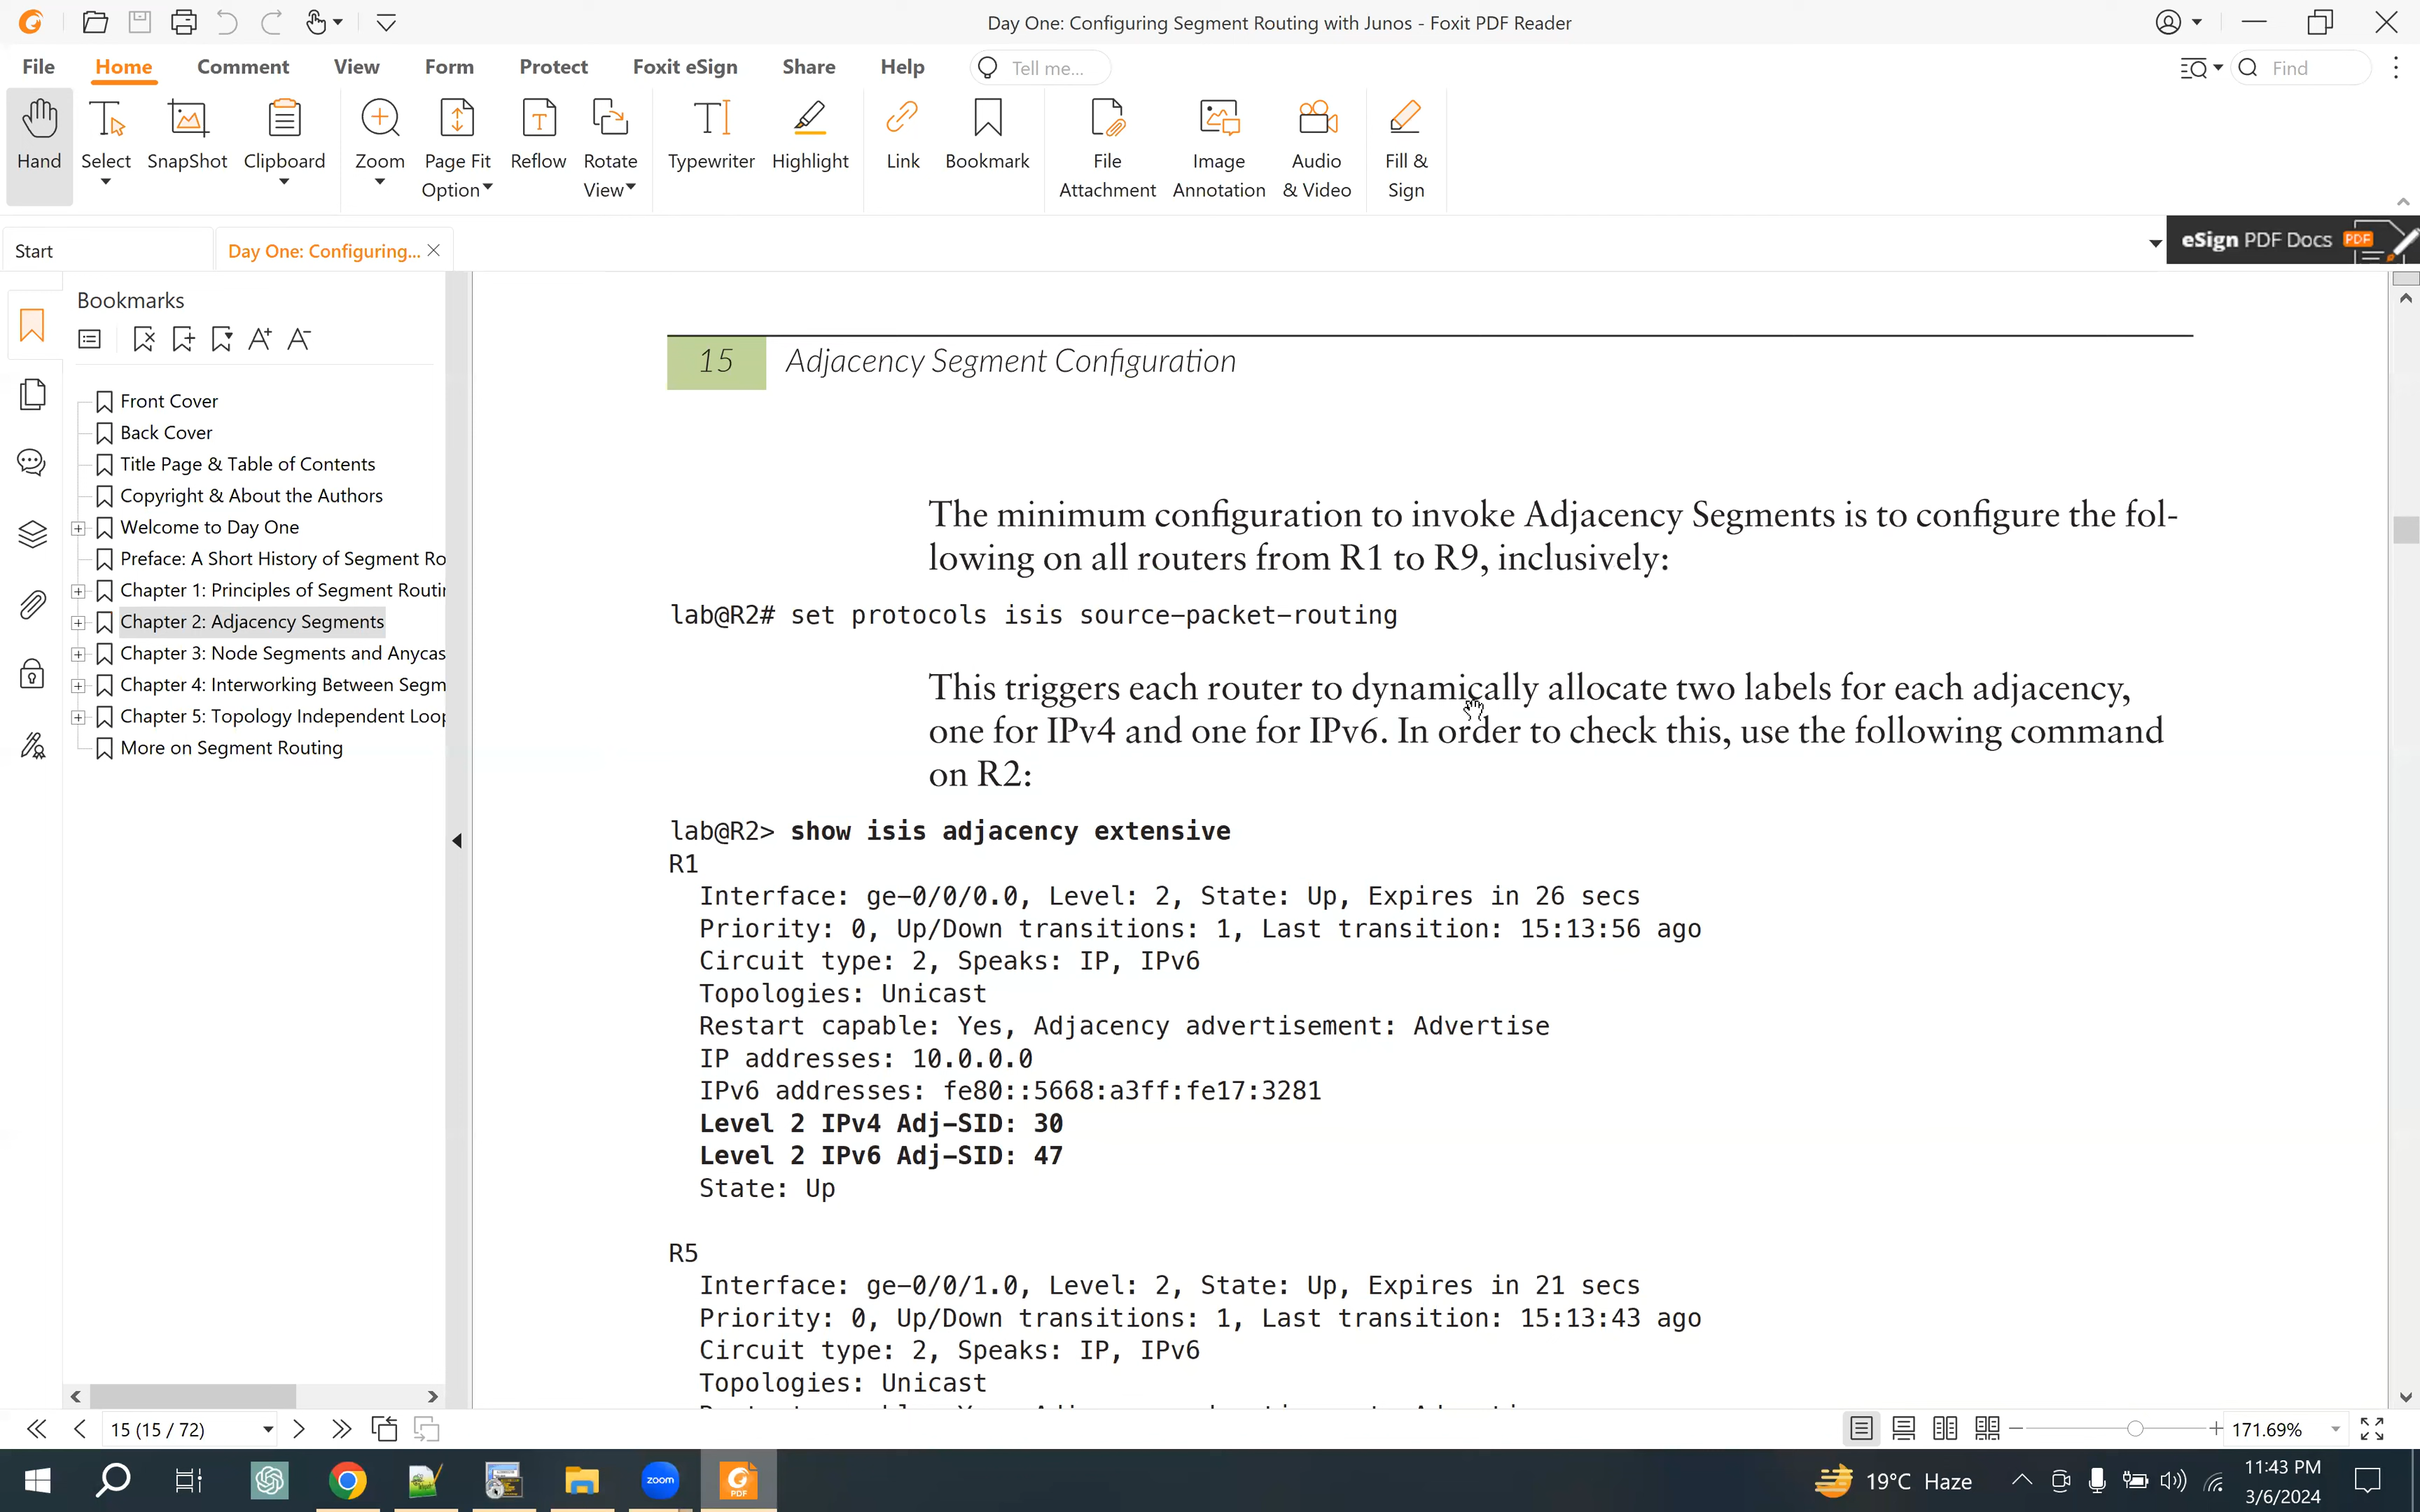 Day One: Configuring Segment Routing with Junos - Foxit PDF Reader
File Home Comment View Form Protect Foxit eSign Share Help Tell me... Find
Hand Select SnapShot Clipboard Zoom Page Fit Option Reflow Rotate View Typewriter Highlight Link Bookmark File Attachment Image Annotation Audio & Video Fill & Sign
Start Day One: Configuring... eSign PDF Docs PDF
Bookmarks
Front Cover
Back Cover
Title Page & Table of Contents
Copyright & About the Authors
Welcome to Day One
Preface: A Short History of Segment Ro
Chapter 1: Principles of Segment Routin
Chapter 2: Adjacency Segments
Chapter 3: Node Segments and Anycas
Chapter 4: Interworking Between Segm
Chapter 5: Topology Independent Loop
More on Segment Routing
15 Adjacency Segment Configuration
The minimum configuration to invoke Adjacency Segments is to configure the fol-
lowing on all routers from R1 to R9, inclusively:
lab@R2# set protocols isis source-packet-routing
This triggers each router to dynamically allocate two labels for each adjacency,
one for IPv4 and one for IPv6. In order to check this, use the following command
on R2:
lab@R2> show isis adjacency extensive
R1
Interface: ge-0/0/0.0, Level: 2, State: Up, Expires in 26 secs
Priority: 0, Up/Down transitions: 1, Last transition: 15:13:56 ago
Circuit type: 2, Speaks: IP, IPv6
Topologies: Unicast
Restart capable: Yes, Adjacency advertisement: Advertise
IP addresses: 10.0.0.0
IPv6 addresses: fe80::5668:a3ff:fe17:3281
Level 2 IPv4 Adj-SID: 30
Level 2 IPv6 Adj-SID: 47
State: Up
R5
Interface: ge-0/0/1.0, Level: 2, State: Up, Expires in 21 secs
Priority: 0, Up/Down transitions: 1, Last transition: 15:13:43 ago
Circuit type: 2, Speaks: IP, IPv6
Topologies: Unicast
15 (15 / 72) 171.69%
zoom PDF 19°C Haze 11:43 PM
3/6/2024